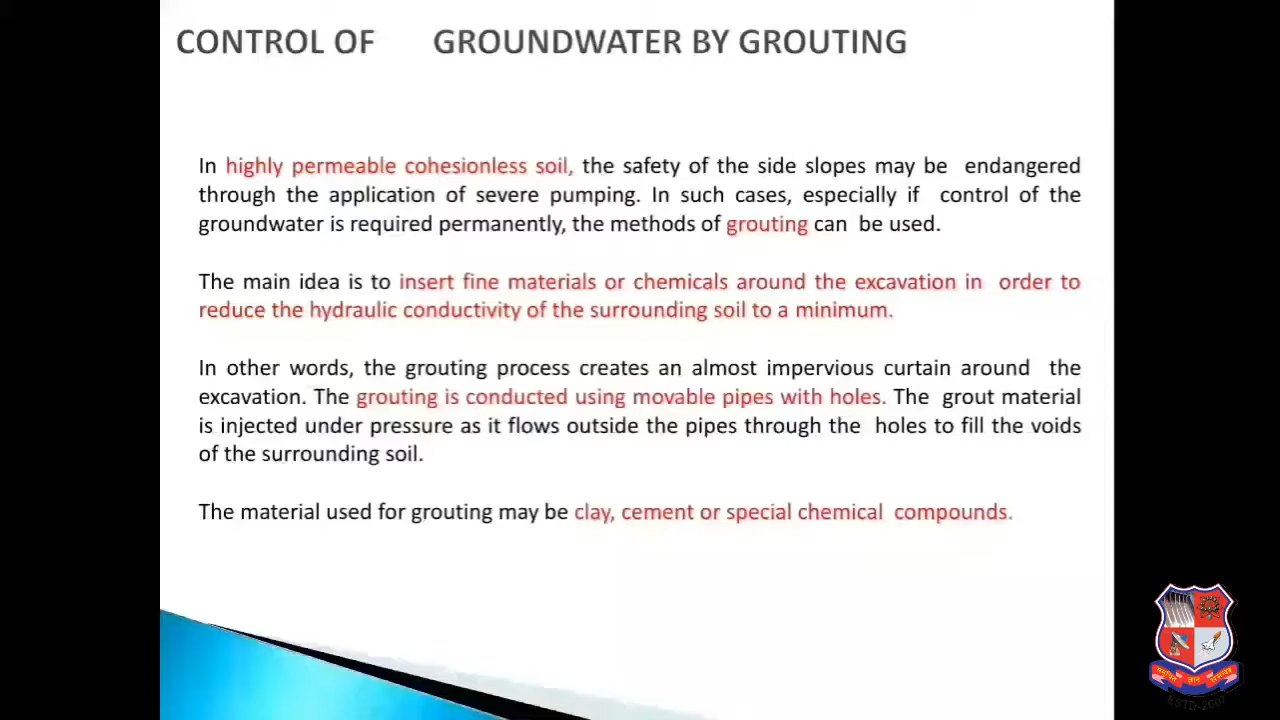 CONTROL OF GROUNDWATER BY GROUTING
In highly permeable cohesionless soil, the safety of the side slopes may be endangered
through the application of severe pumping. In such cases, especially if control of the
groundwater is required permanently, the methods of grouting can be used.
The main idea is to insert fine materials or chemicals around the excavation in order to
reduce the hydraulic conductivity of the surrounding soil to a minimum.
In other words, the grouting process creates an almost impervious curtain around the
excavation. The grouting is conducted using movable pipes with holes. The grout material
is injected under pressure as it flows outside the pipes through the holes to fill the voids
of the surrounding soil.
The material used for grouting may be clay, cement or special chemical compounds.
ESTD-2007